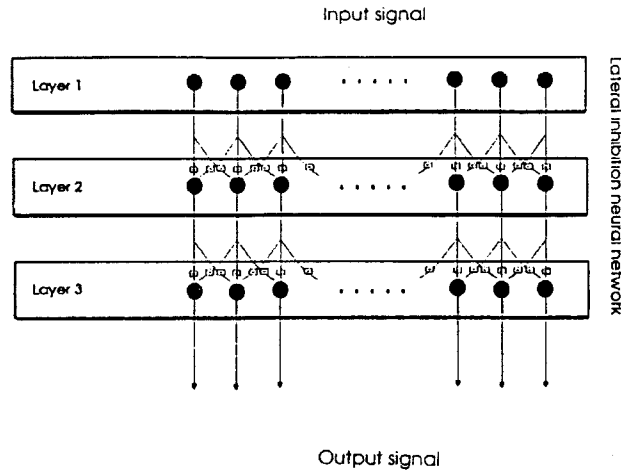 Input signal
Layer 1
Layer 2
Layer 3
Lateral inhibition neural network
Output signal